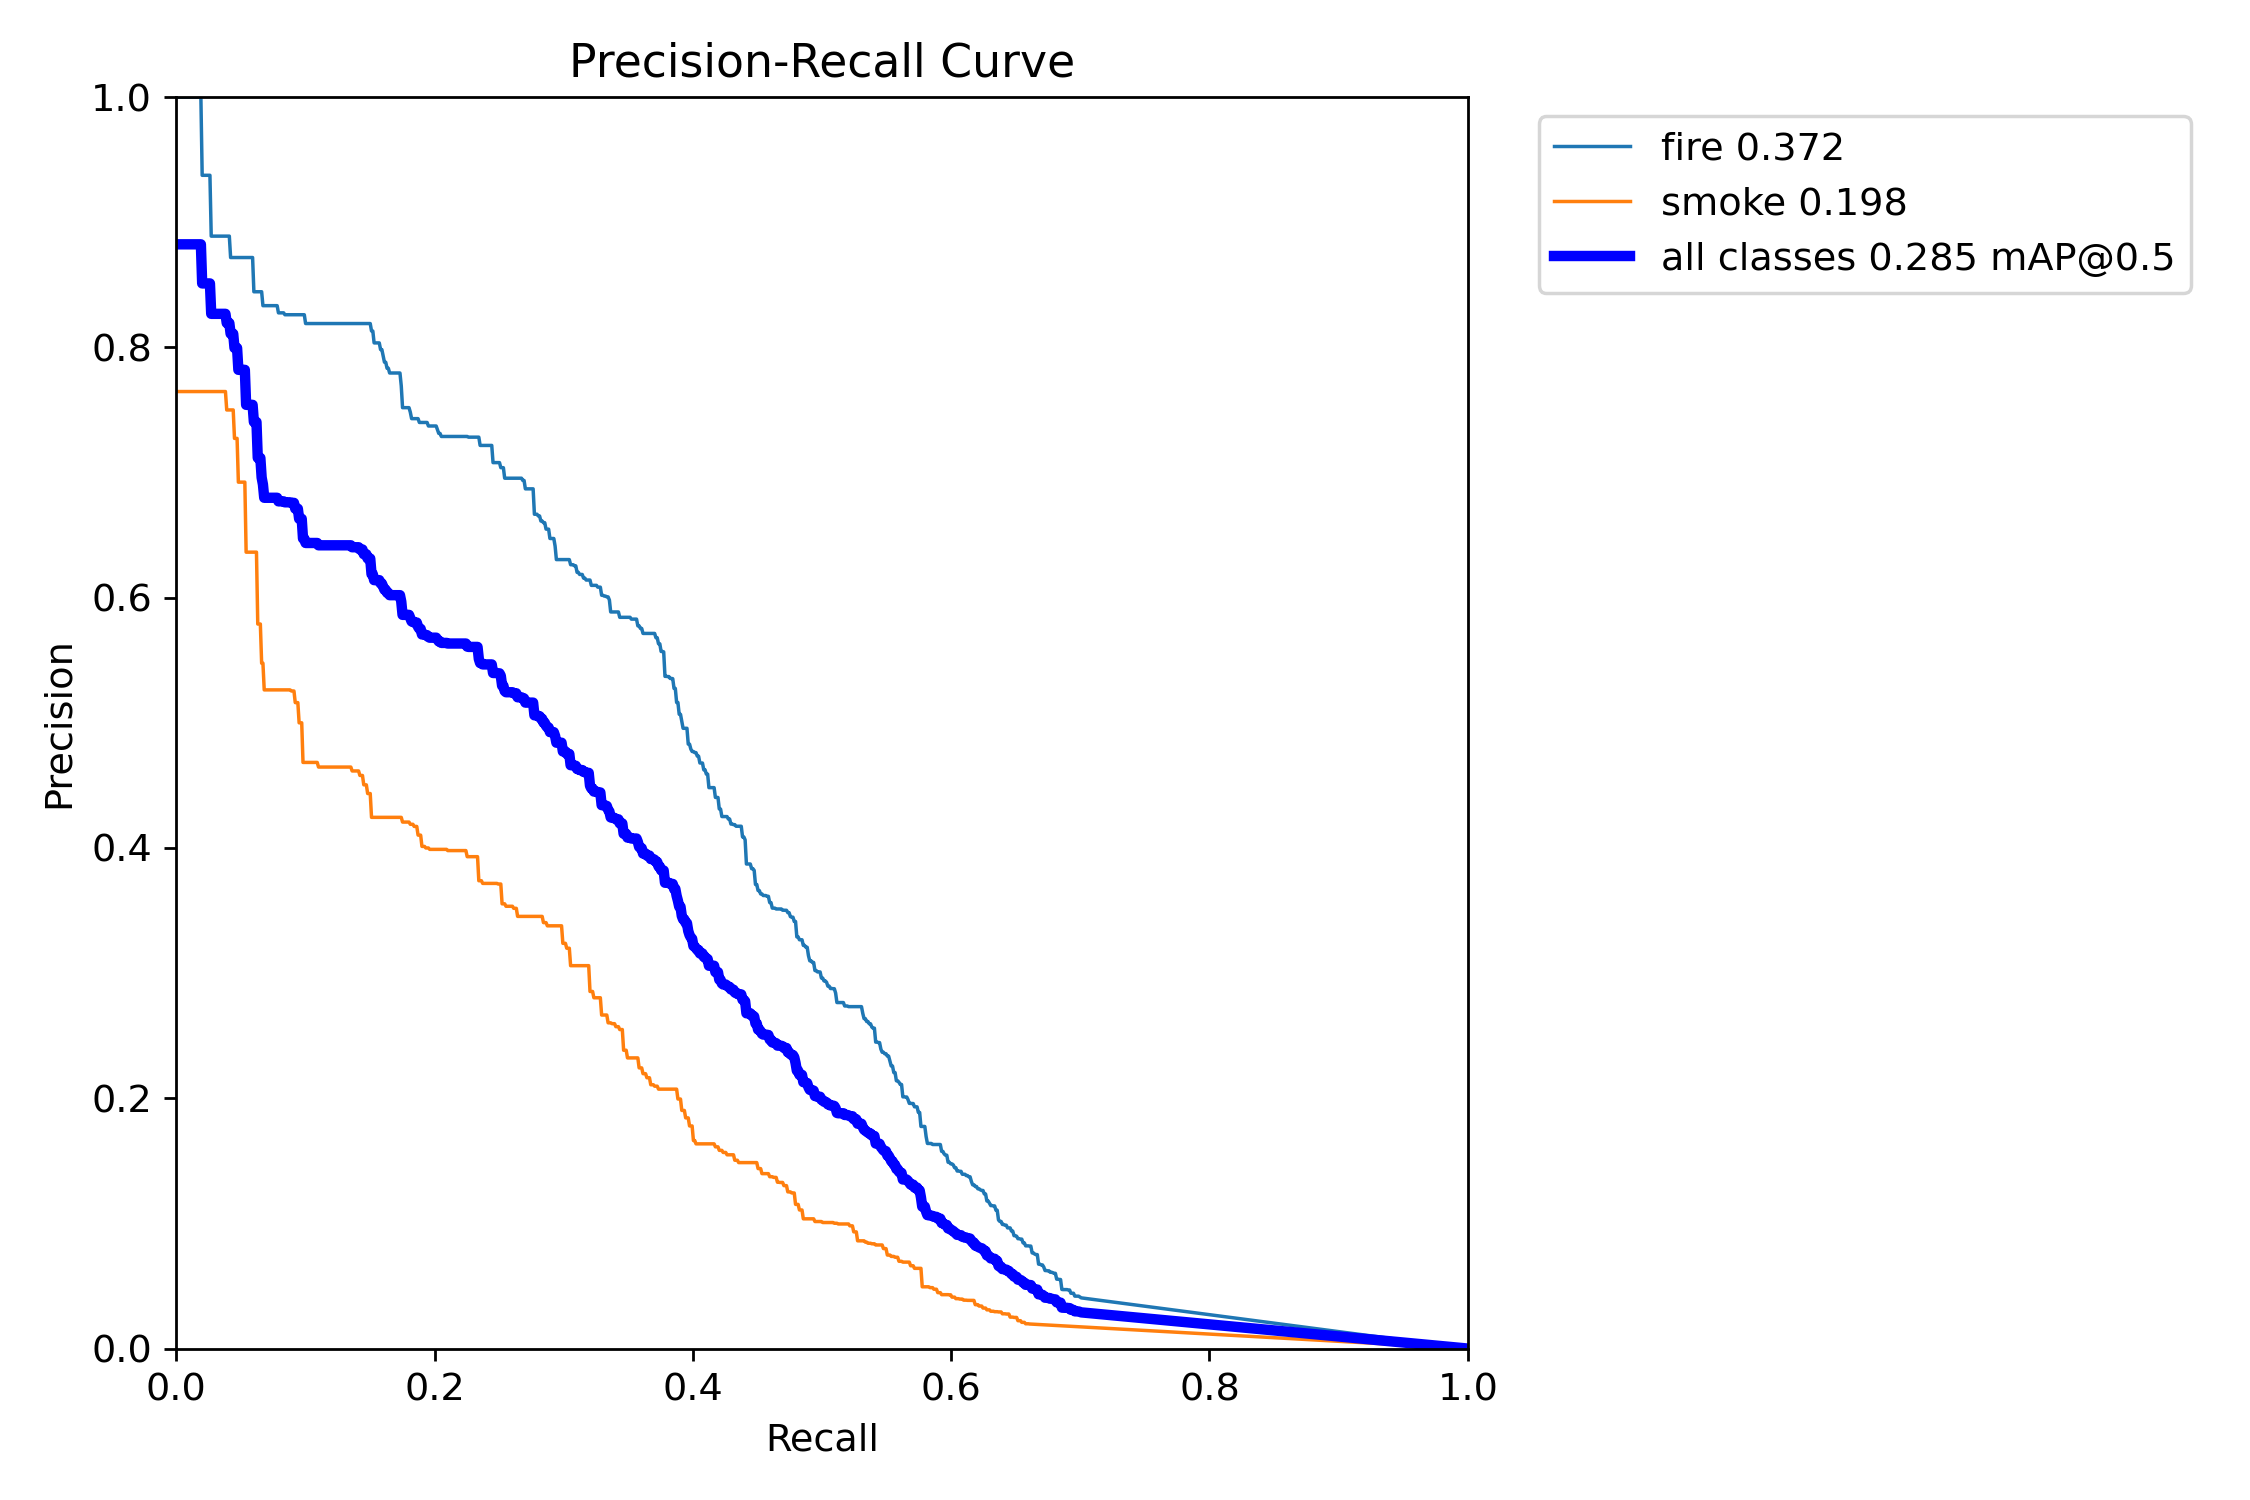 Precision-Recall Curve
1.0
0.8
0.6
0.4
0.2
0.0
Precision
0.0 0.2 0.4 0.6 0.8 1.0
Recall
fire 0.372
smoke 0.198
all classes 0.285 mAP@0.5